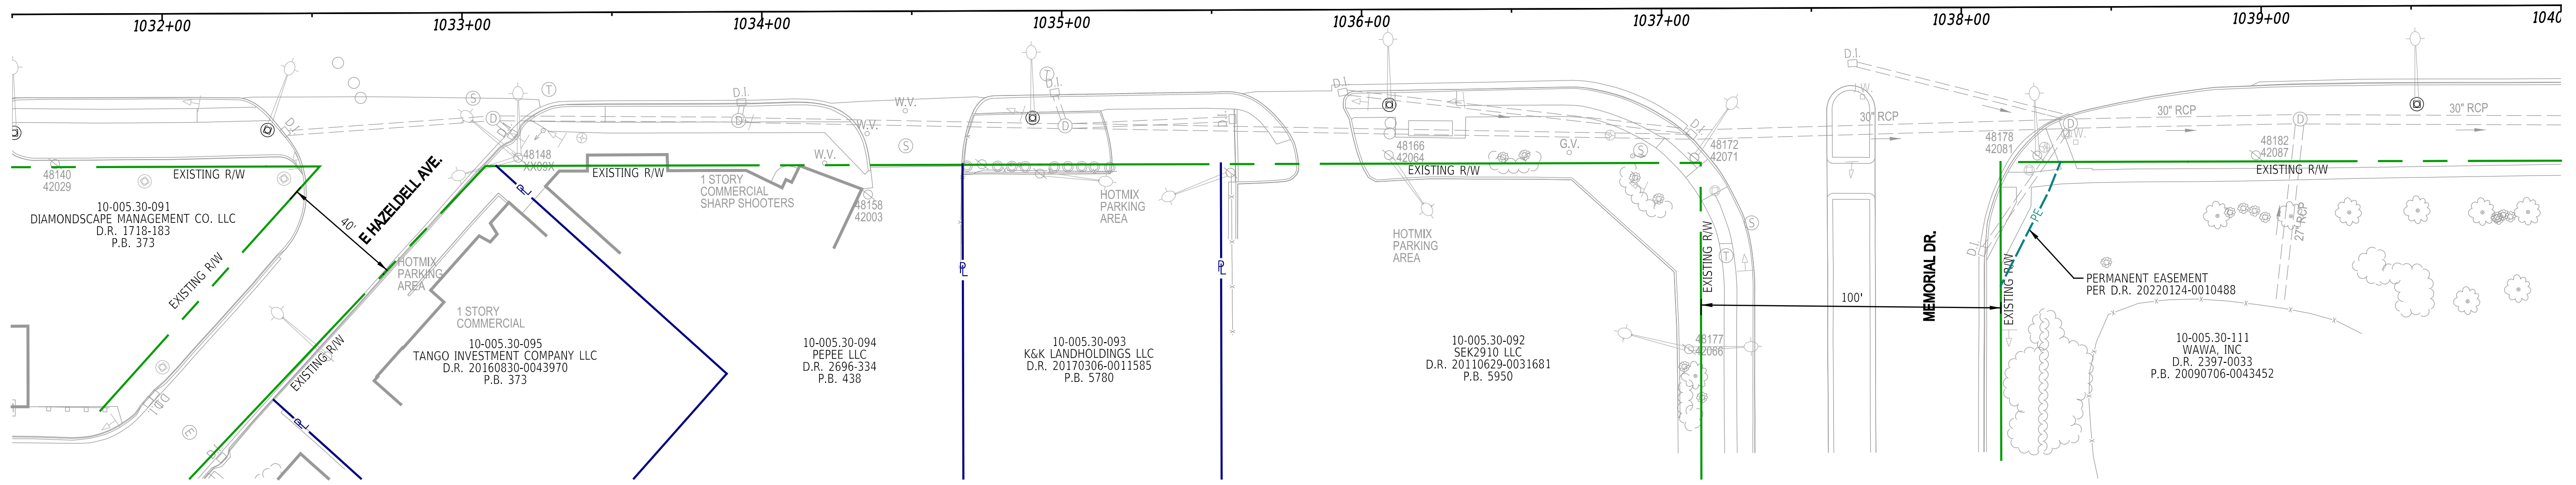 1032+00
1033+00
1034+00
1035+00
1036+00
1037+00
1038+00
1039+00
1040
48140
42029
EXISTING R/W
10-005.30-091
DIAMONDSCAPE MANAGEMENT CO. LLC
D.R. 1718-183
P.B. 373
D.I.
40'
E HAZELDELL AVE.
EXISTING R/W
EXISTING R/W
HOTMIX
PARKING
AREA
S
T
D
48148
XX09X
PL
EXISTING R/W
1 STORY
COMMERCIAL
10-005.30-095
TANGO INVESTMENT COMPANY LLC
D.R. 20160830-0043970
P.B. 373
PL
E
D.I.
D
1 STORY
COMMERCIAL
SHARP SHOOTERS
W.V.
W.V.
W.V.
S
48158
42003
10-005.30-094
PEPEE LLC
D.R. 2696-334
P.B. 438
PL
T
D.I.
D
HOTMIX
PARKING
AREA
10-005.30-093
K&K LANDHOLDINGS LLC
D.R. 20170306-0011585
P.B. 5780
PL
D.I.
48166
42064
EXISTING R/W
HOTMIX
PARKING
AREA
G.V.
S
10-005.30-092
SEK2910 LLC
D.R. 20110629-0031681
P.B. 5950
D.I.
48172
42071
EXISTING R/W
S
T
48177
42066
100'
MEMORIAL DR.
D.I.
I.W.
30" RCP
48178
42081
D
D.I.
EXISTING R/W
PE
PERMANENT EASEMENT
PER D.R. 20220124-0010488
30" RCP
48182
42087
D
EXISTING R/W
27" RCP
30" RCP
10-005.30-111
WAWA, INC
D.R. 2397-0033
P.B. 20090706-0043452